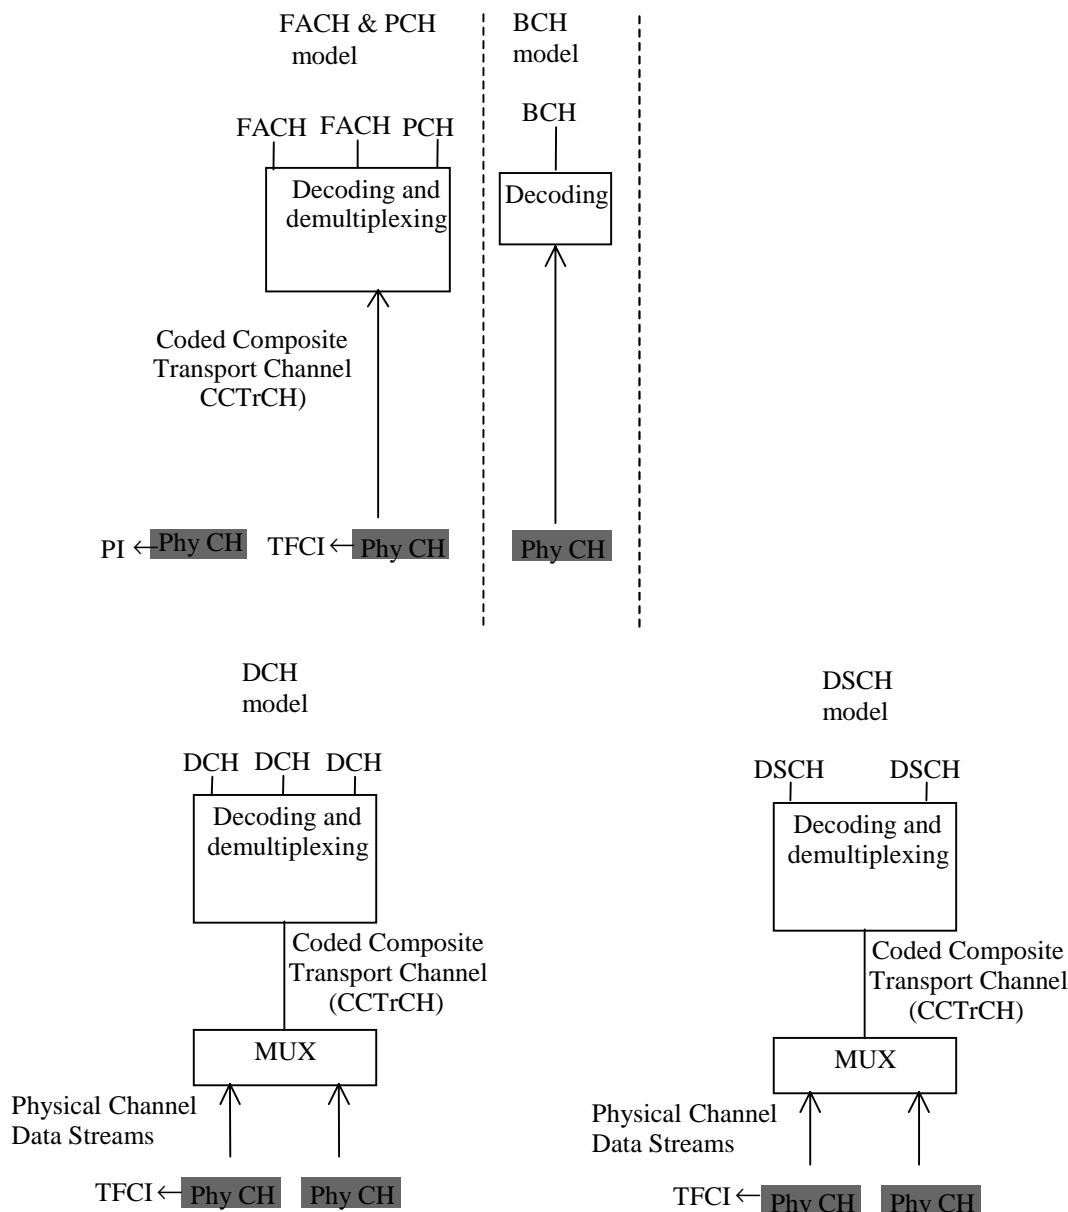 FACH & PCH
model
BCH
model
FACH FACH PCH
BCH
Decoding and
demultiplexing
Decoding
Coded Composite
Transport Channel
CCTrCH)
PI
Phy CH
TFCI
Phy CH
Phy CH
DCH
model
DSCH
model
DCH DCH DCH
DSCH DSCH
Decoding and
demultiplexing
Decoding and
demultiplexing
Coded Composite
Transport Channel
(CCTrCH)
Coded Composite
Transport Channel
(CCTrCH)
MUX
MUX
Physical Channel
Data Streams
Physical Channel
Data Streams
TFCI
Phy CH
Phy CH
TFCI
Phy CH
Phy CH